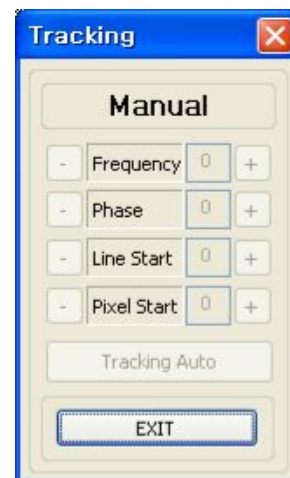 Tracking
Manual
- Frequency 0 +
- Phase 0 +
- Line Start 0 +
- Pixel Start 0 +
Tracking Auto
EXIT